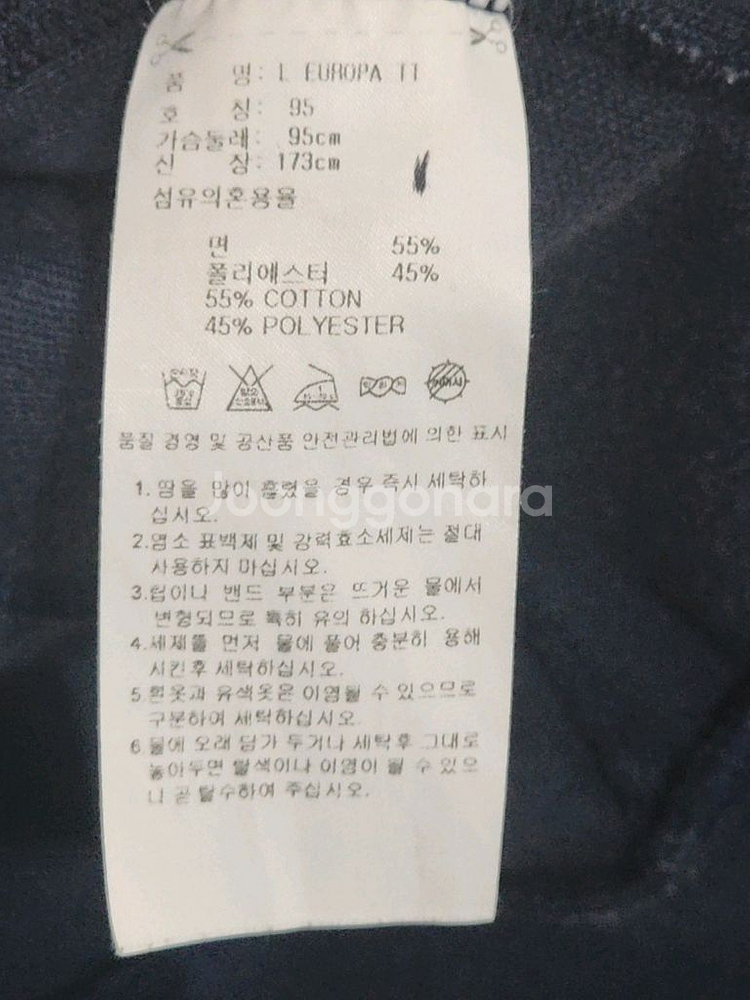 품 명: L EUROPA TT
호 칭: 95
가슴둘레: 95cm
신 장: 173cm
섬유의혼용율
면 55%
폴리에스터 45%
55% COTTON
45% POLYESTER
품질 경영 및 공산품 안전관리법에 의한 표시
1. 땀을 많이 흘렸을 경우 즉시 세탁하
십시오.
Joonggonara
2.염소 표백제 및 강력효소세제는 절대
사용하지 마십시오.
3.럽이나 밴드 부분은 뜨거운 물에서
변형되므로 특히 유의 하십시오.
4.세제를 먼저 물에 풀어 충분히 용해
시킨후 세탁하십시오.
5.흰옷과 유색옷은 이염될 수 있으므로
구분하여 세탁하십시오.
6.물에 오래 담가 두거나 세탁후 그대로
놓아두면 탈색이나 이염이 될 수 있으
니 곧 탈수하여 주십시오.